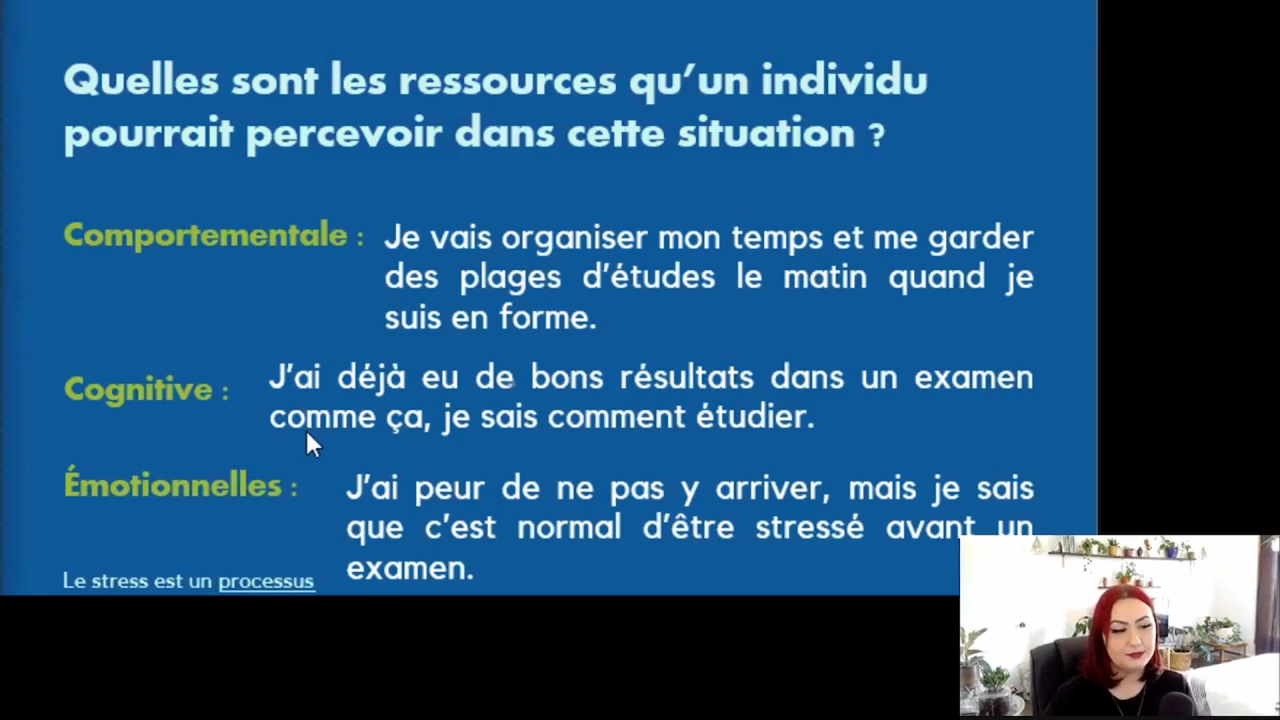 Quelles sont les ressources qu'un individu
pourrait percevoir dans cette situation ?
Comportementale : Je vais organiser mon temps et me garder
des plages d'études le matin quand je
suis en forme.
Cognitive : J'ai déjà eu de bons résultats dans un examen
comme ça, je sais comment étudier.
Émotionnelles : J'ai peur de ne pas y arriver, mais je sais
que c'est normal d'être stressé avant un
examen.
Le stress est un processus